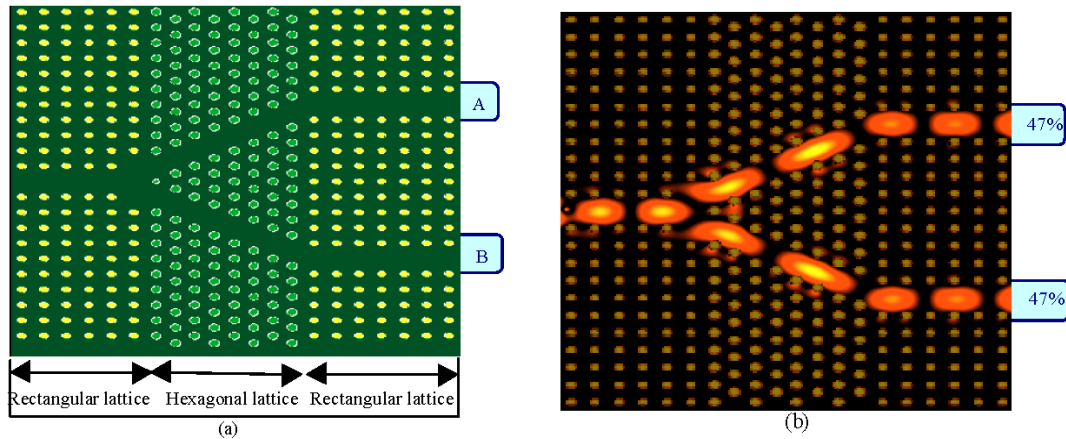 A
B
Rectangular lattice Hexagonal lattice Rectangular lattice
(a)
47%
47%
(b)